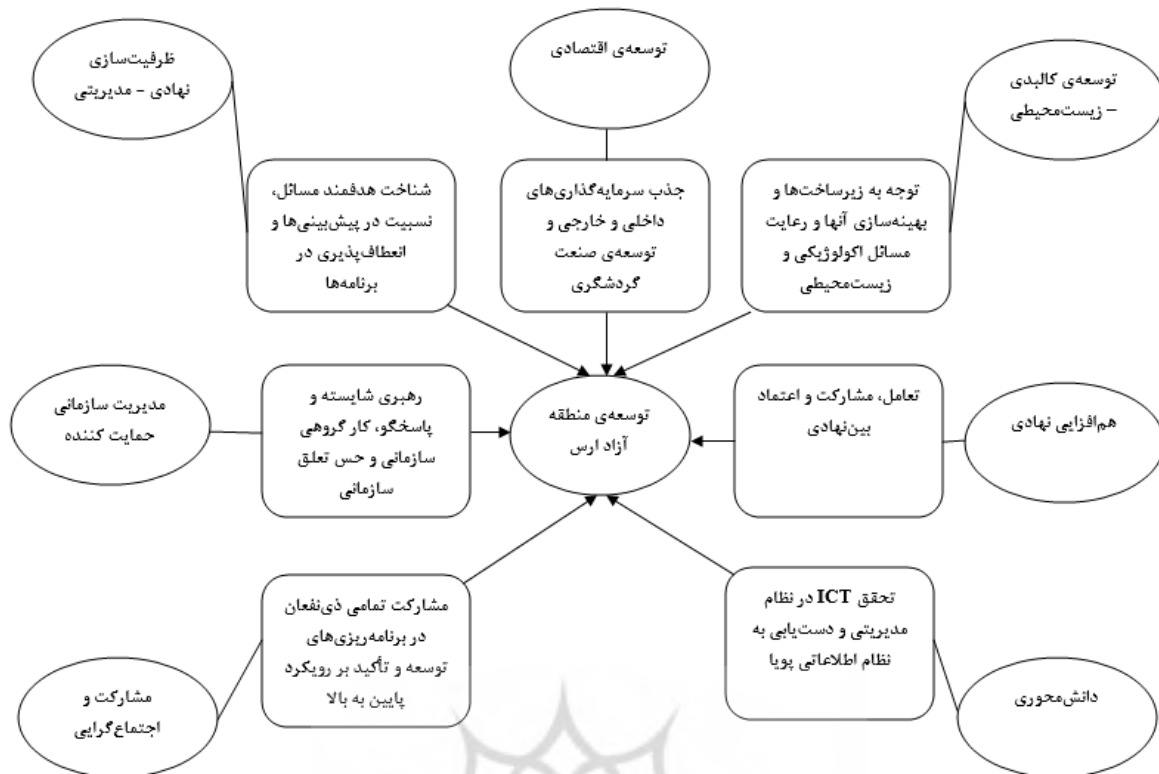 توسعه‌ی کالبدی
– زیست‌محیطی
توسعه‌ی اقتصادی
ظرفیت‌سازی
نهادی - مدیریتی
توجه به زیرساخت‌ها و
بهینه‌سازی آنها و رعایت
مسائل اکولوژیکی و
زیست‌محیطی
جذب سرمایه‌گذاری‌های
داخلی و خارجی و
توسعه‌ی صنعت
گردشگری
شناخت هدفمند مسائل،
نسبیت در پیش‌بینی‌ها و
انعطاف‌پذیری در
برنامه‌ها
هم‌افزایی نهادی
تعامل، مشارکت و اعتماد
بین‌نهادی
توسعه‌ی منطقه
آزاد ارس
رهبری شایسته و
پاسخگو، کار گروهی
سازمانی و حس تعلق
سازمانی
مدیریت سازمانی
حمایت کننده
تحقق ICT در نظام
مدیریتی و دست‌یابی به
نظام اطلاعاتی پویا
مشارکت تمامی ذی‌نفعان
در برنامه‌ریزی‌های
توسعه و تأکید بر رویکرد
پایین به بالا
دانش‌محوری
مشارکت و
اجتماع‌گرایی